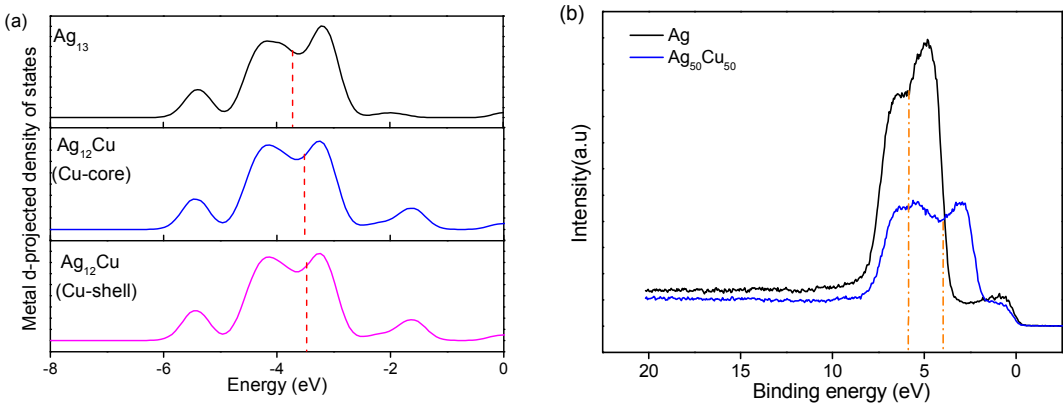 (a)
Metal d-projected density of states
Ag13
Ag12Cu
(Cu-core)
Ag12Cu
(Cu-shell)
-8 -6 -4 -2 0
Energy (eV)
(b)
Intensity(a.u)
Ag
Ag50Cu50
20 15 10 5 0
Binding energy (eV)